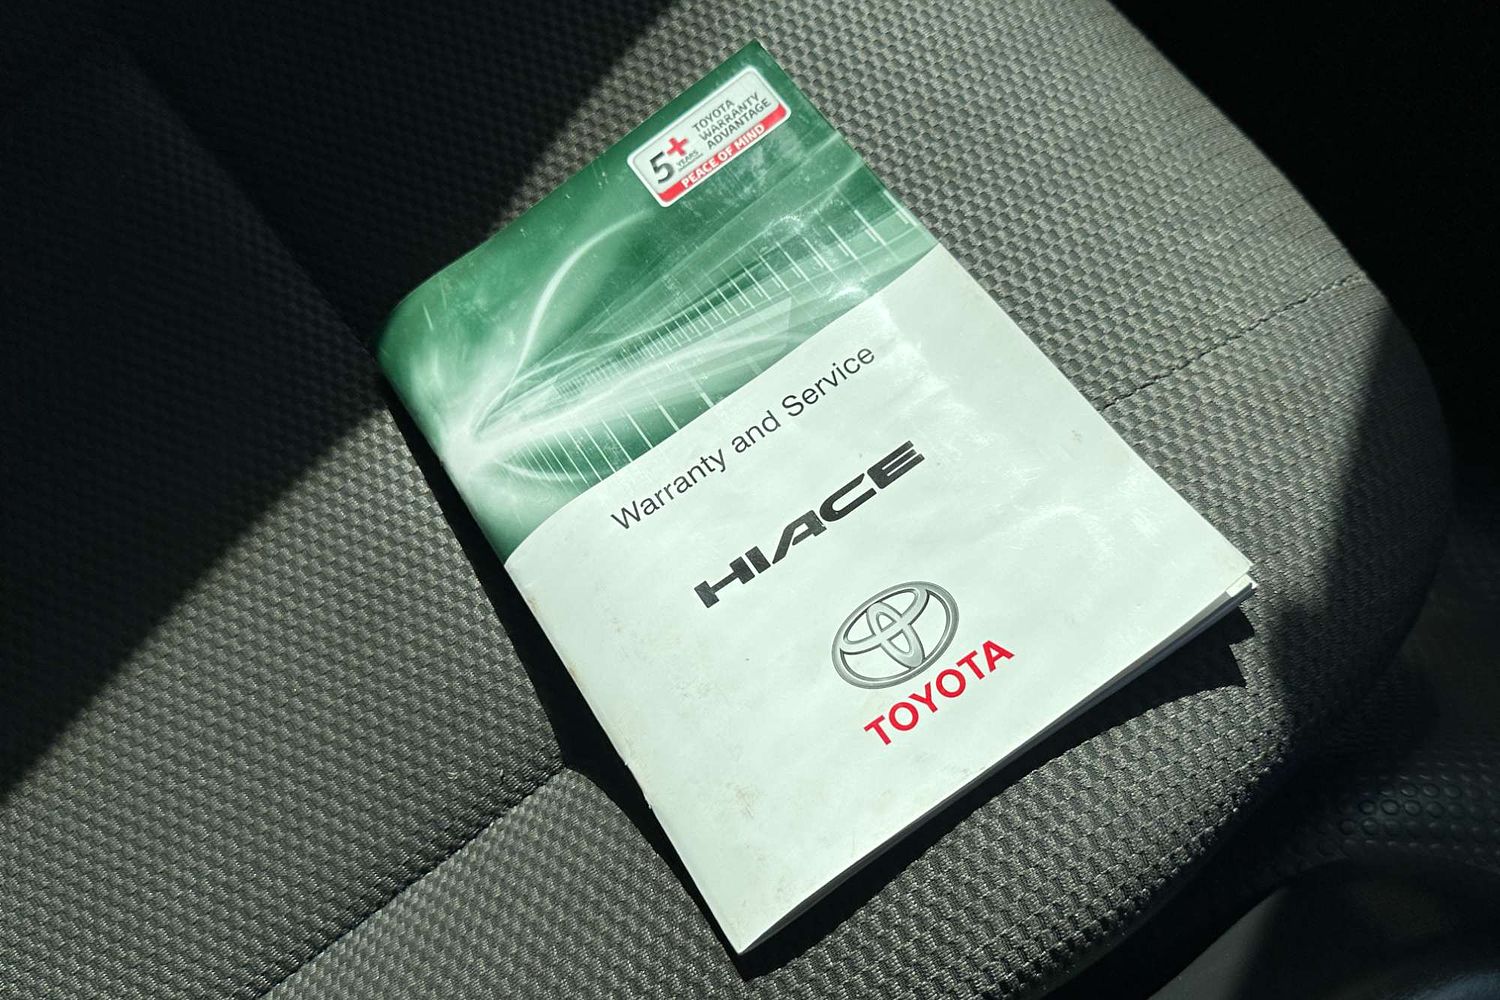 5+ YEARS
TOYOTA
WARRANTY
ADVANTAGE
PEACE OF MIND
Warranty and Service
HIACE
TOYOTA